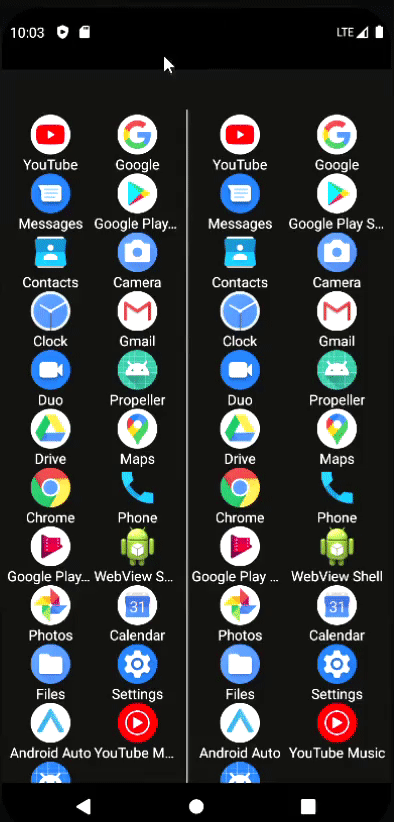 10:03 LTE
YouTube Google YouTube Google
Messages Google Play... Messages Google Play S...
Contacts Camera Contacts Camera
Clock Gmail Clock Gmail
Duo Propeller Duo Propeller
Drive Maps Drive Maps
Chrome Phone Chrome Phone
Google Play... WebView S... Google Play ... WebView Shell
31 31
Photos Calendar Photos Calendar
Files Settings Files Settings
Android Auto YouTube M... Android Auto YouTube Music